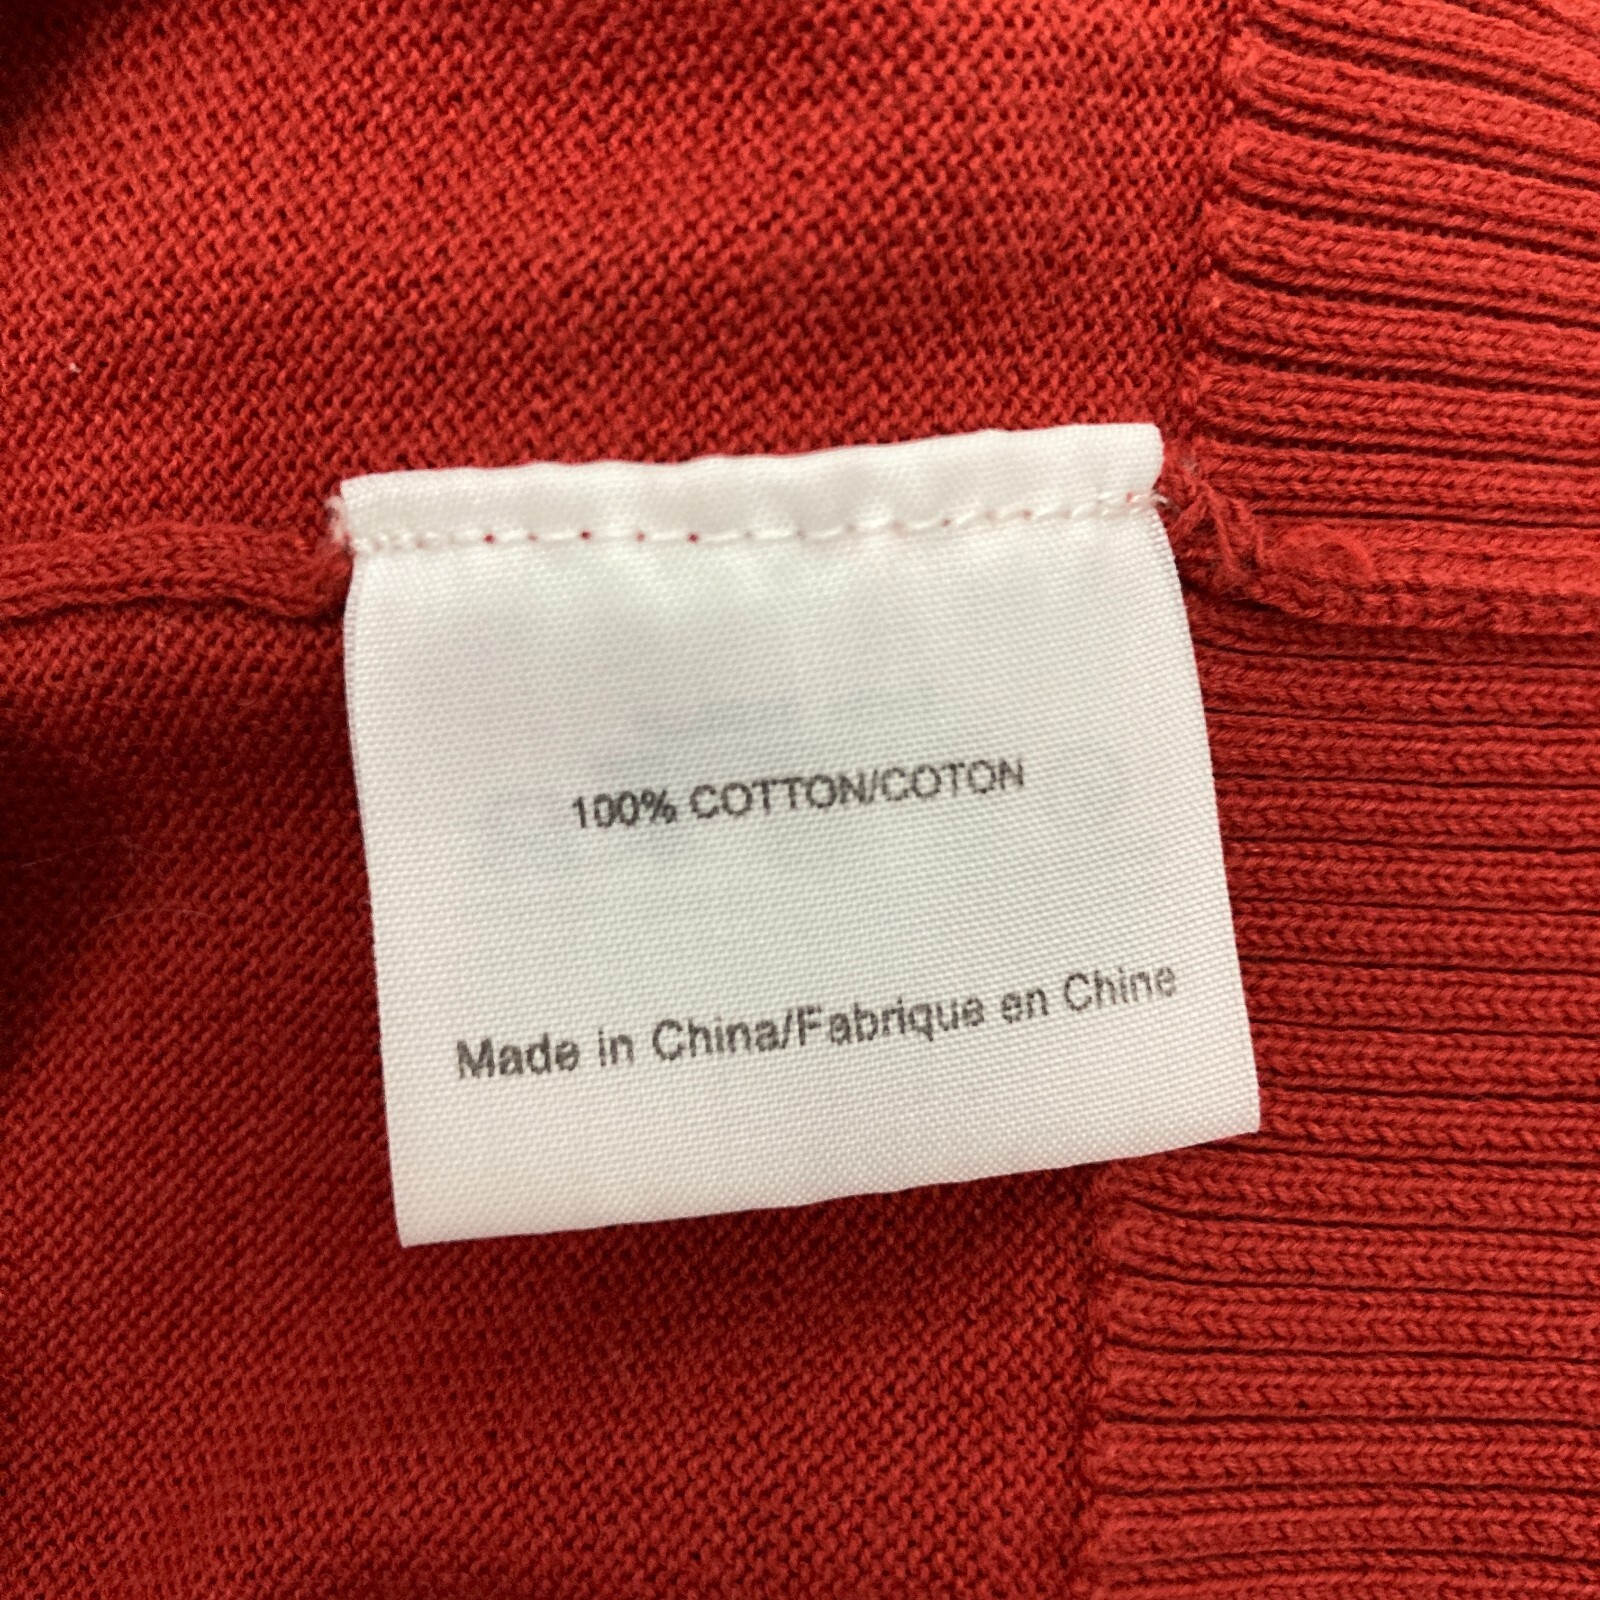 100% COTTON/COTON
Made in China/Fabrique en Chine